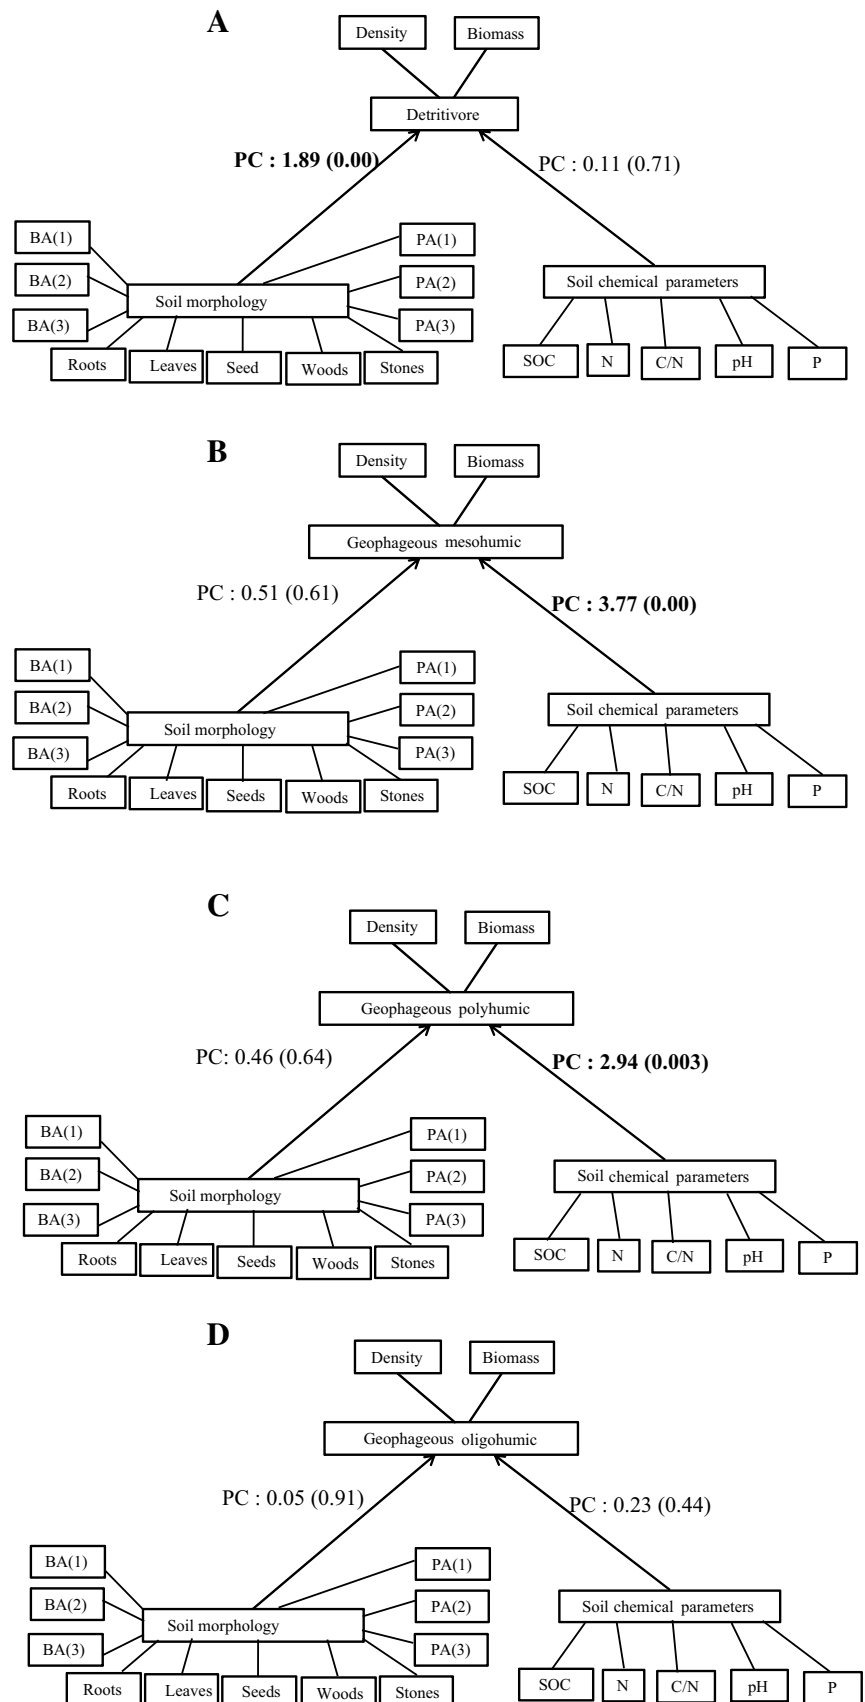 A
Density
Biomass
Detritivore
PC : 1.89 (0.00)
PC : 0.11 (0.71)
BA(1)
PA(1)
BA(2)
PA(2)
Soil chemical parameters
Soil morphology
BA(3)
PA(3)
Roots
Leaves
Seed
Woods
Stones
SOC
N
C/N
pH
P
B
Density
Biomass
Geophageous mesohumic
PC : 0.51 (0.61)
PC : 3.77 (0.00)
BA(1)
PA(1)
BA(2)
PA(2)
Soil chemical parameters
Soil morphology
BA(3)
PA(3)
Roots
Leaves
Seeds
Woods
Stones
SOC
N
C/N
pH
P
C
Density
Biomass
Geophageous polyhumic
PC: 0.46 (0.64)
PC : 2.94 (0.003)
BA(1)
PA(1)
BA(2)
PA(2)
Soil chemical parameters
Soil morphology
BA(3)
PA(3)
Roots
Leaves
Seeds
Woods
Stones
SOC
N
C/N
pH
P
D
Density
Biomass
Geophageous oligohumic
PC : 0.05 (0.91)
PC : 0.23 (0.44)
BA(1)
PA(1)
BA(2)
PA(2)
Soil chemical parameters
Soil morphology
BA(3)
PA(3)
Roots
Leaves
Seeds
Woods
Stones
SOC
N
C/N
pH
P